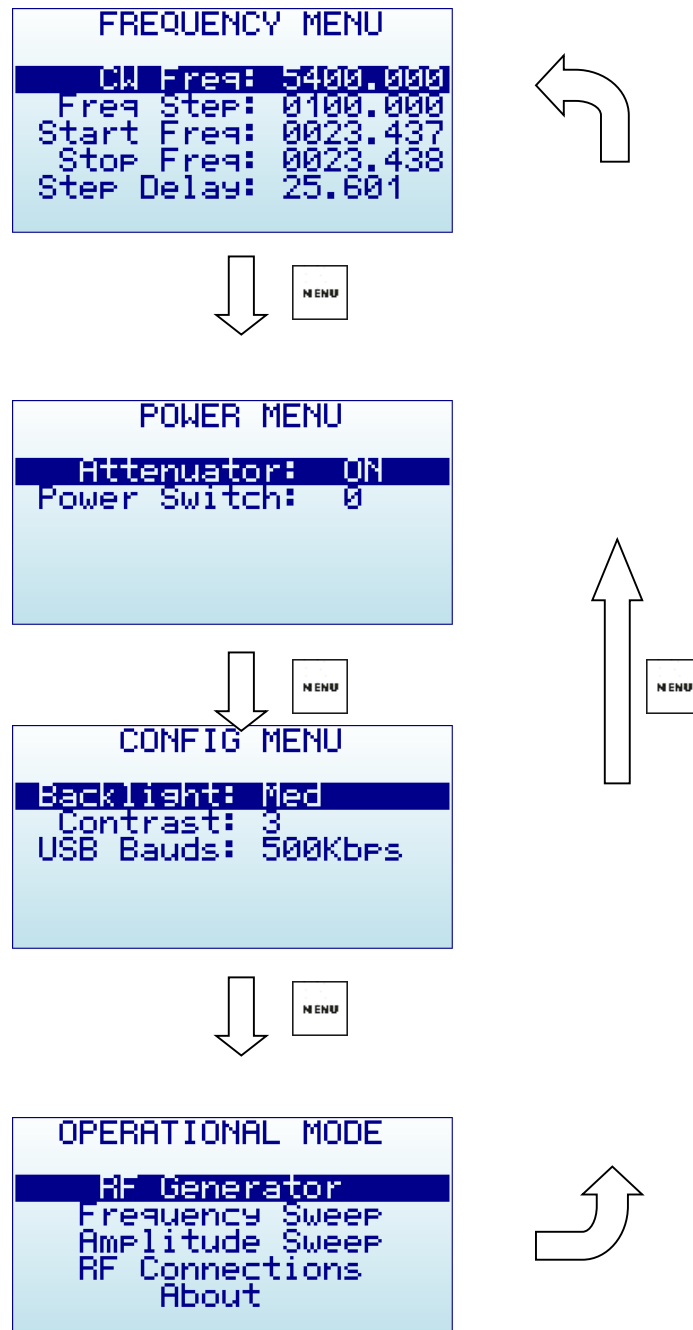 FREQUENCY MENU
CW Freq: 5400.000
Freq Step: 0100.000
Start Freq: 0023.437
Stop Freq: 0023.438
Step Delay: 25.601
MENU
POWER MENU
Attenuator: ON
Power Switch: 0
MENU
MENU
CONFIG MENU
Backlight: Med
Contrast: 3
USB Bauds: 500Kbps
MENU
OPERATIONAL MODE
RF Generator
Frequency Sweep
Amplitude Sweep
RF Connections
About